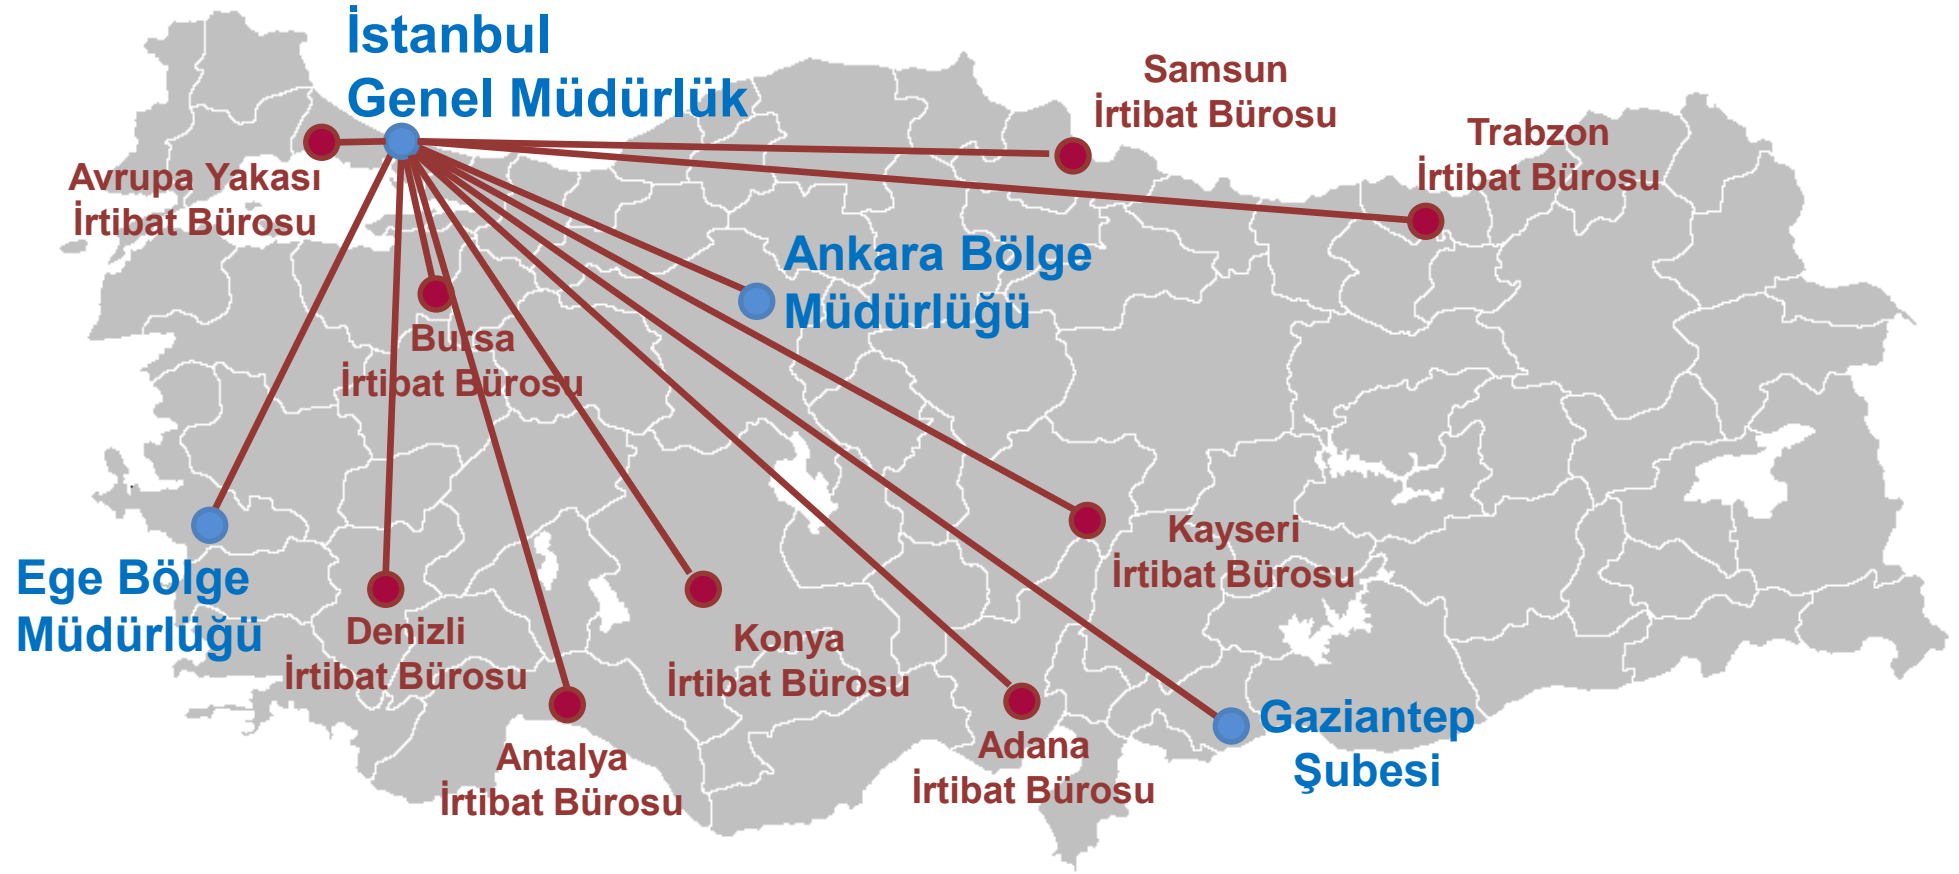 İstanbul
Genel Müdürlük
Samsun
İrtibat Bürosu
Trabzon
İrtibat Bürosu
Avrupa Yakası
İrtibat Bürosu
Ankara Bölge
Müdürlüğü
Bursa
İrtibat Bürosu
Kayseri
İrtibat Bürosu
Ege Bölge
Müdürlüğü
Denizli
İrtibat Bürosu
Konya
İrtibat Bürosu
Gaziantep
Şubesi
Antalya
İrtibat Bürosu
Adana
İrtibat Bürosu